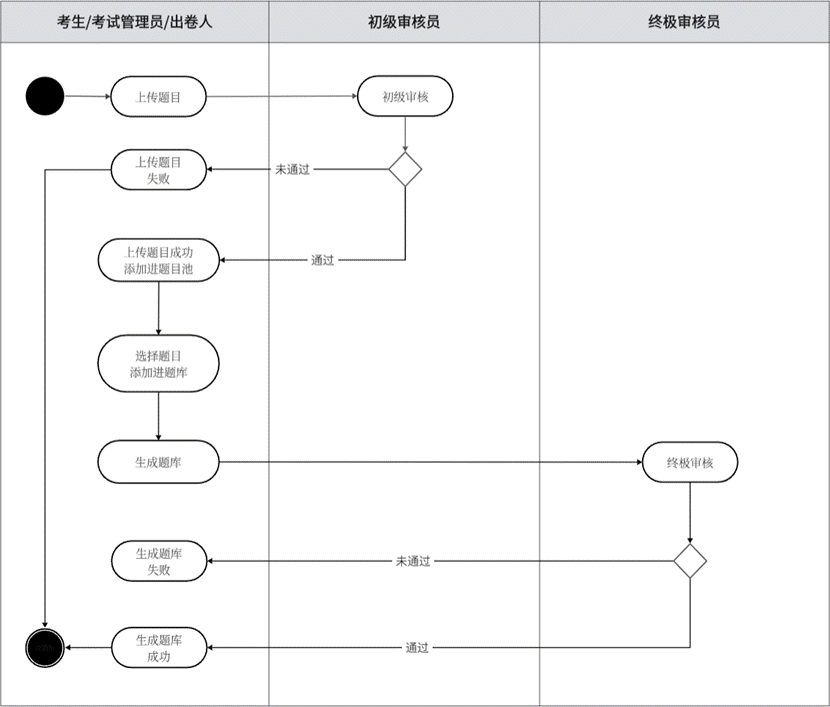 考生/考试管理员/出卷人
初级审核员
终极审核员
上传题目
初级审核
上传题目
失败
未通过
上传题目成功
添加进题目池
通过
选择题目
添加进题库
生成题库
终极审核
生成题库
失败
未通过
生成题库
成功
通过